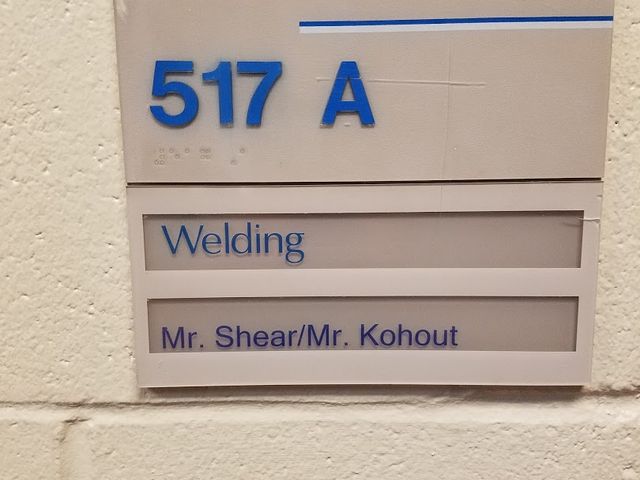 517 A
Welding
Mr. Shear/Mr. Kohout